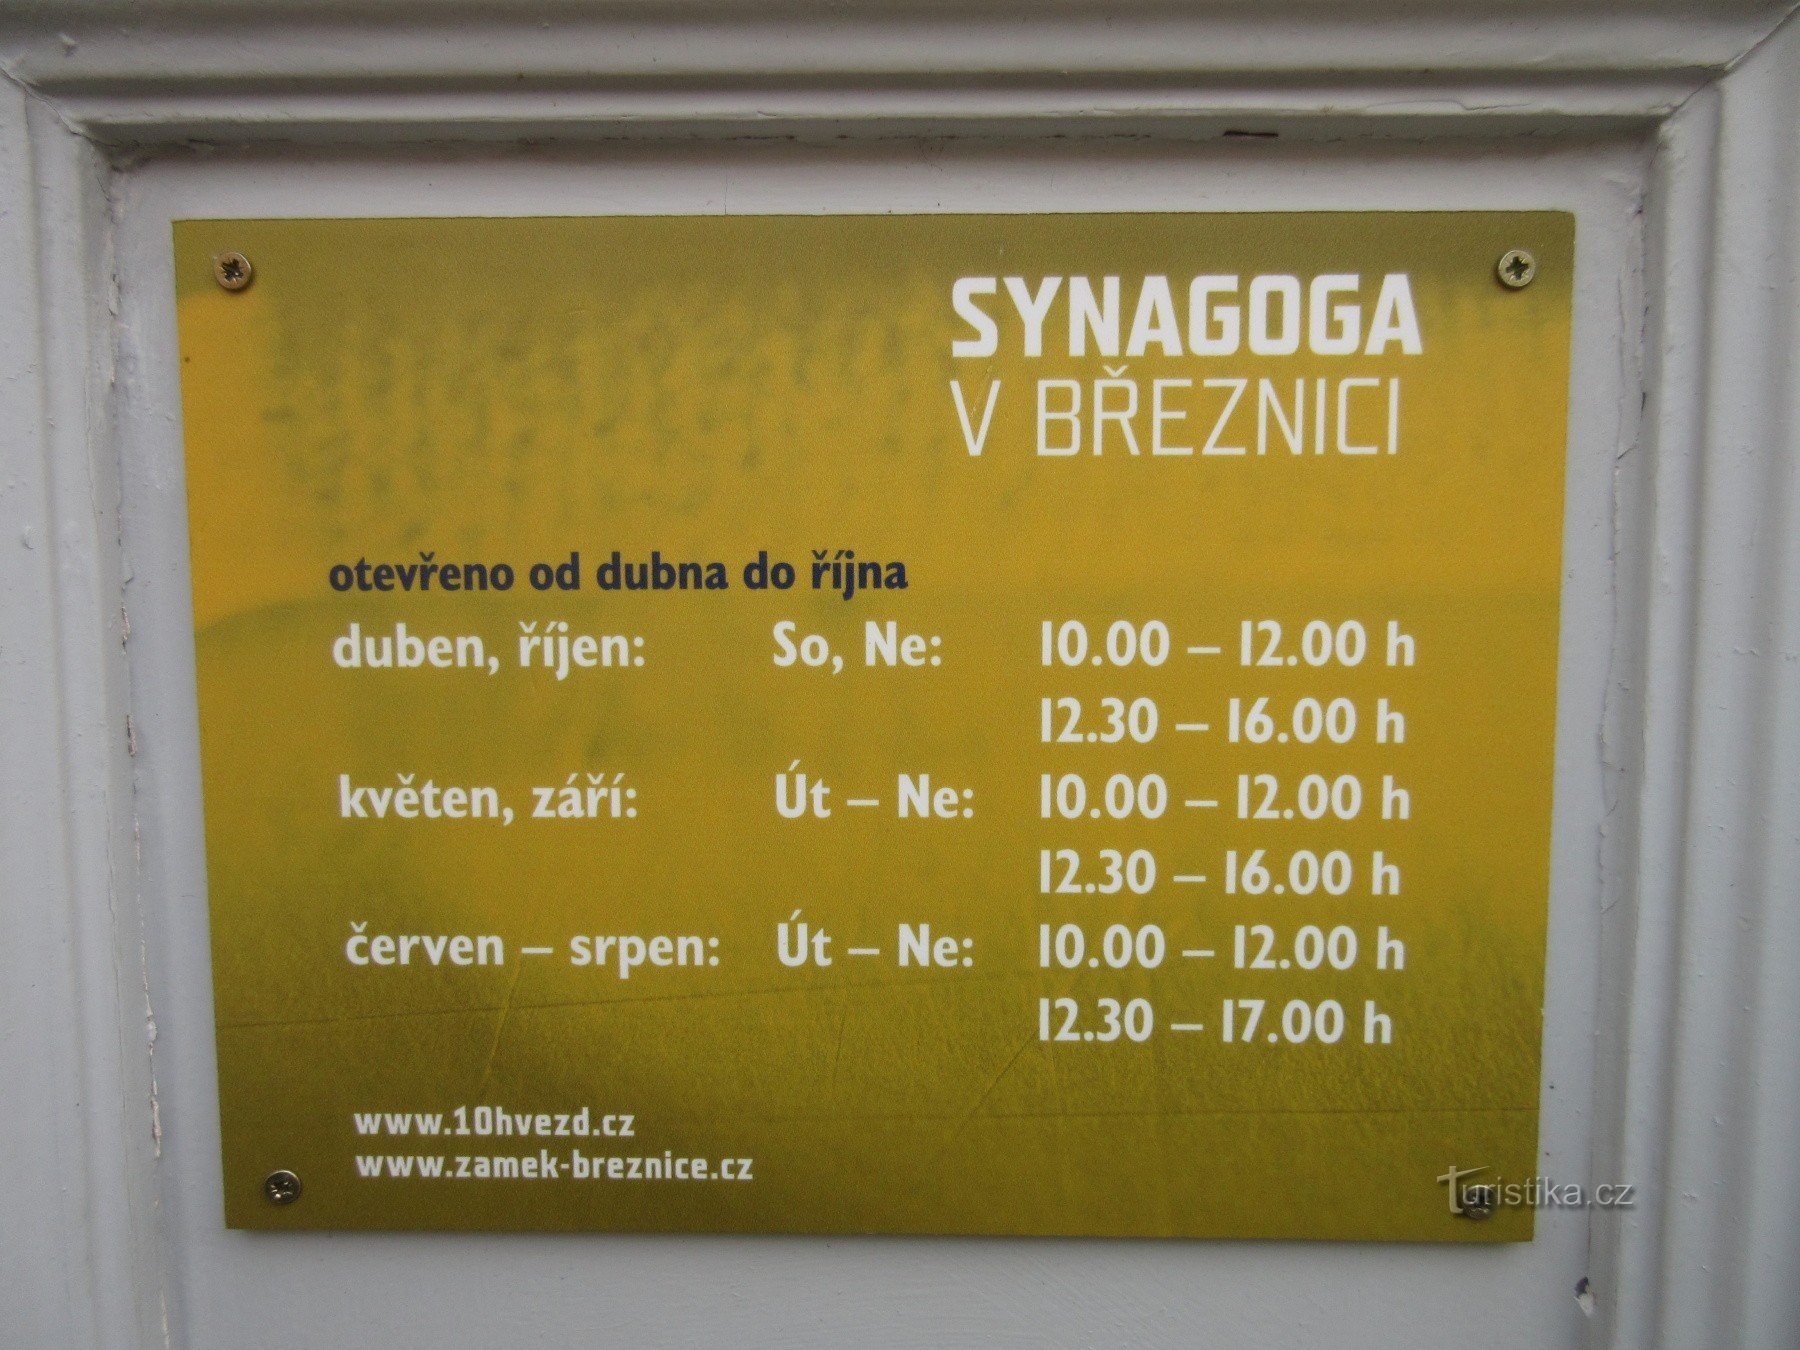 SYNAGOGA
V BŘEZNICI
otevřeno od dubna do října
duben, říjen: So, Ne: 10.00 – 12.00 h
12.30 – 16.00 h
květen, září: Út – Ne: 10.00 – 12.00 h
12.30 – 16.00 h
červen – srpen: Út – Ne: 10.00 – 12.00 h
12.30 – 17.00 h
www.10hvezd.cz
www.zamek-breznice.cz
Turistika.cz